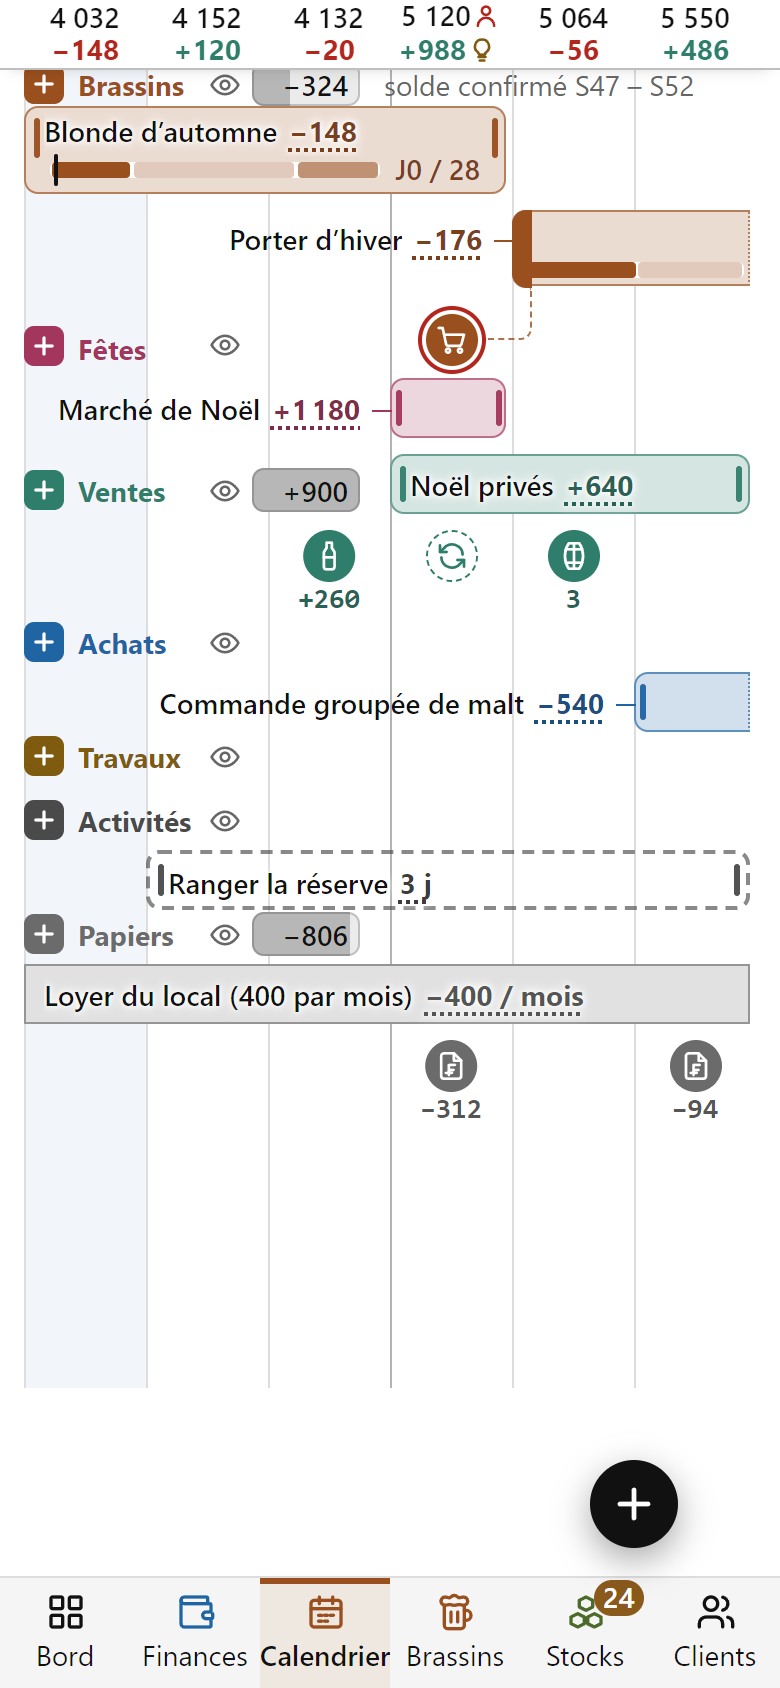 4 032 4 152 4 132 5 120 5 064 5 550
−148 +120 −20 +988 −56 +486
Brassins −324 solde confirmé S47 – S52
Blonde d’automne −148
J0 / 28
Porter d’hiver −176
Fêtes
Marché de Noël +1 180
Ventes +900 Noël privés +640
+260 3
Achats
Commande groupée de malt −540
Travaux
Activités
Ranger la réserve 3 j
Papiers −806
Loyer du local (400 par mois) −400 / mois
−312 −94
24
Bord Finances Calendrier Brassins Stocks Clients